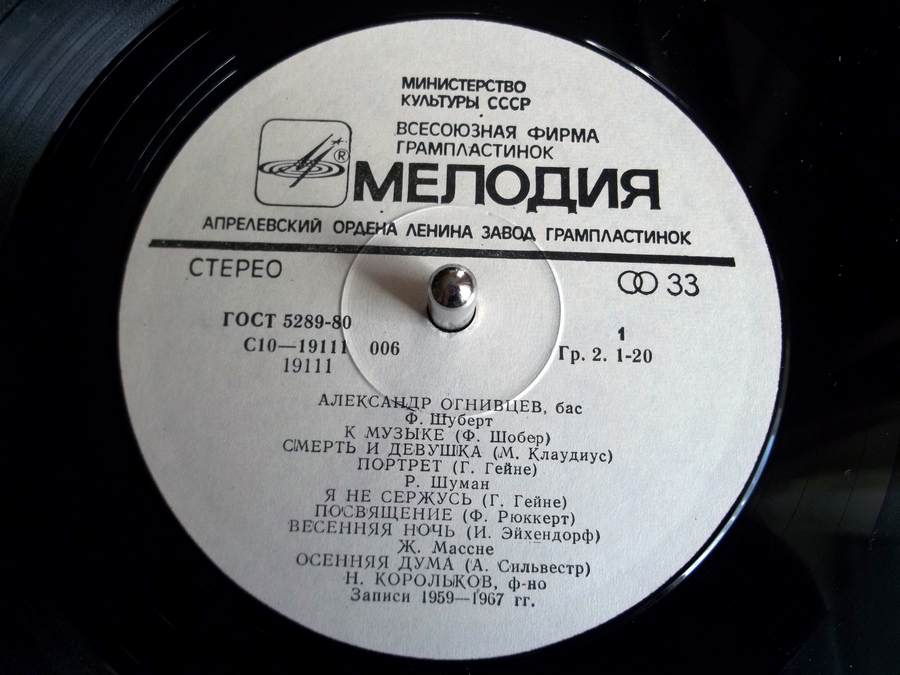 МИНИСТЕРСТВО
КУЛЬТУРЫ СССР
ВСЕСОЮЗНАЯ ФИРМА
ГРАМПЛАСТИНОК
®
МЕЛОДИЯ
АПРЕЛЕВСКИЙ ОРДЕНА ЛЕНИНА ЗАВОД ГРАМПЛАСТИНОК
СТЕРЕО 33
ГОСТ 5289-80 1
С10—19111 006 Гр. 2. 1-20
19111
АЛЕКСАНДР ОГНИВЦЕВ, бас
Ф. Шуберт
К МУЗЫКЕ (Ф. Шобер)
СМЕРТЬ И ДЕВУШКА (М. Клаудиус)
ПОРТРЕТ (Г. Гейне)
Р. Шуман
Я НЕ СЕРЖУСЬ (Г. Гейне)
ПОСВЯЩЕНИЕ (Ф. Рюккерт)
ВЕСЕННЯЯ НОЧЬ (И. Эйхендорф)
Ж. Массне
ОСЕННЯЯ ДУМА (А. Сильвестр)
Н. КОРОЛЬКОВ, ф-но
Записи 1959—1967 гг.